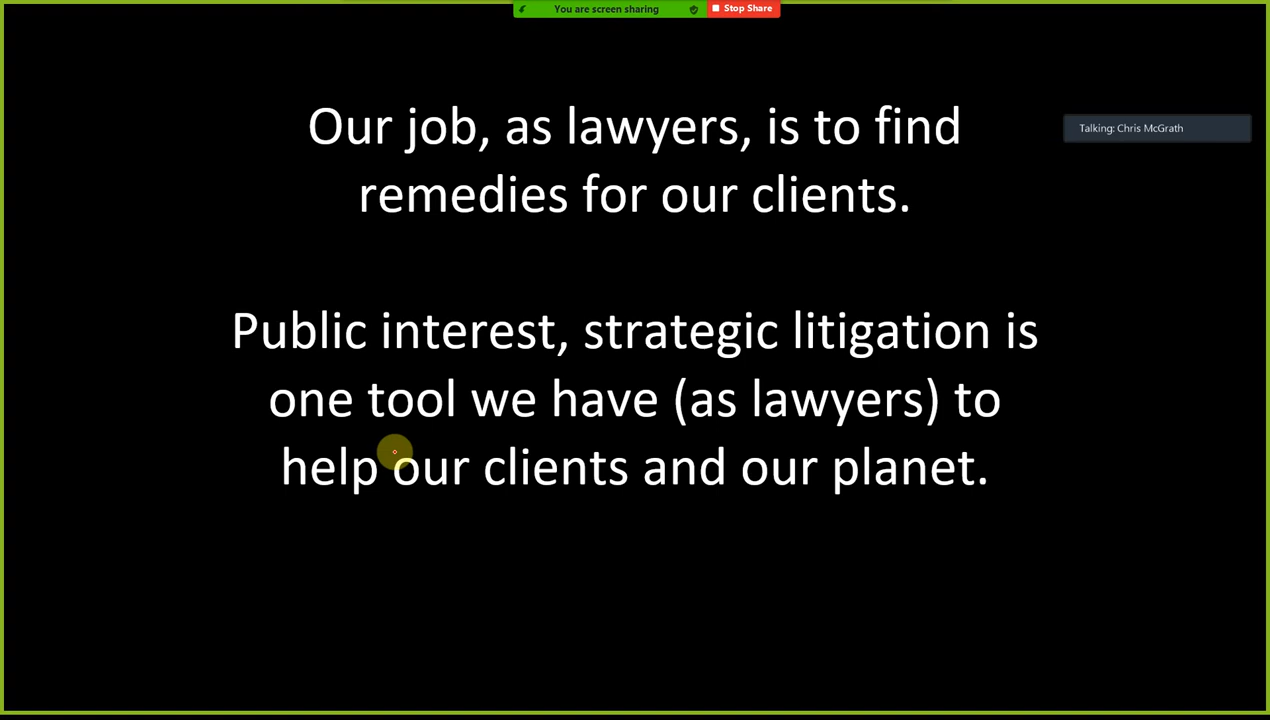 You are screen sharing Stop Share
Our job, as lawyers, is to find
Talking: Chris McGrath
remedies for our clients.
Public interest, strategic litigation is
one tool we have (as lawyers) to
help our clients and our planet.